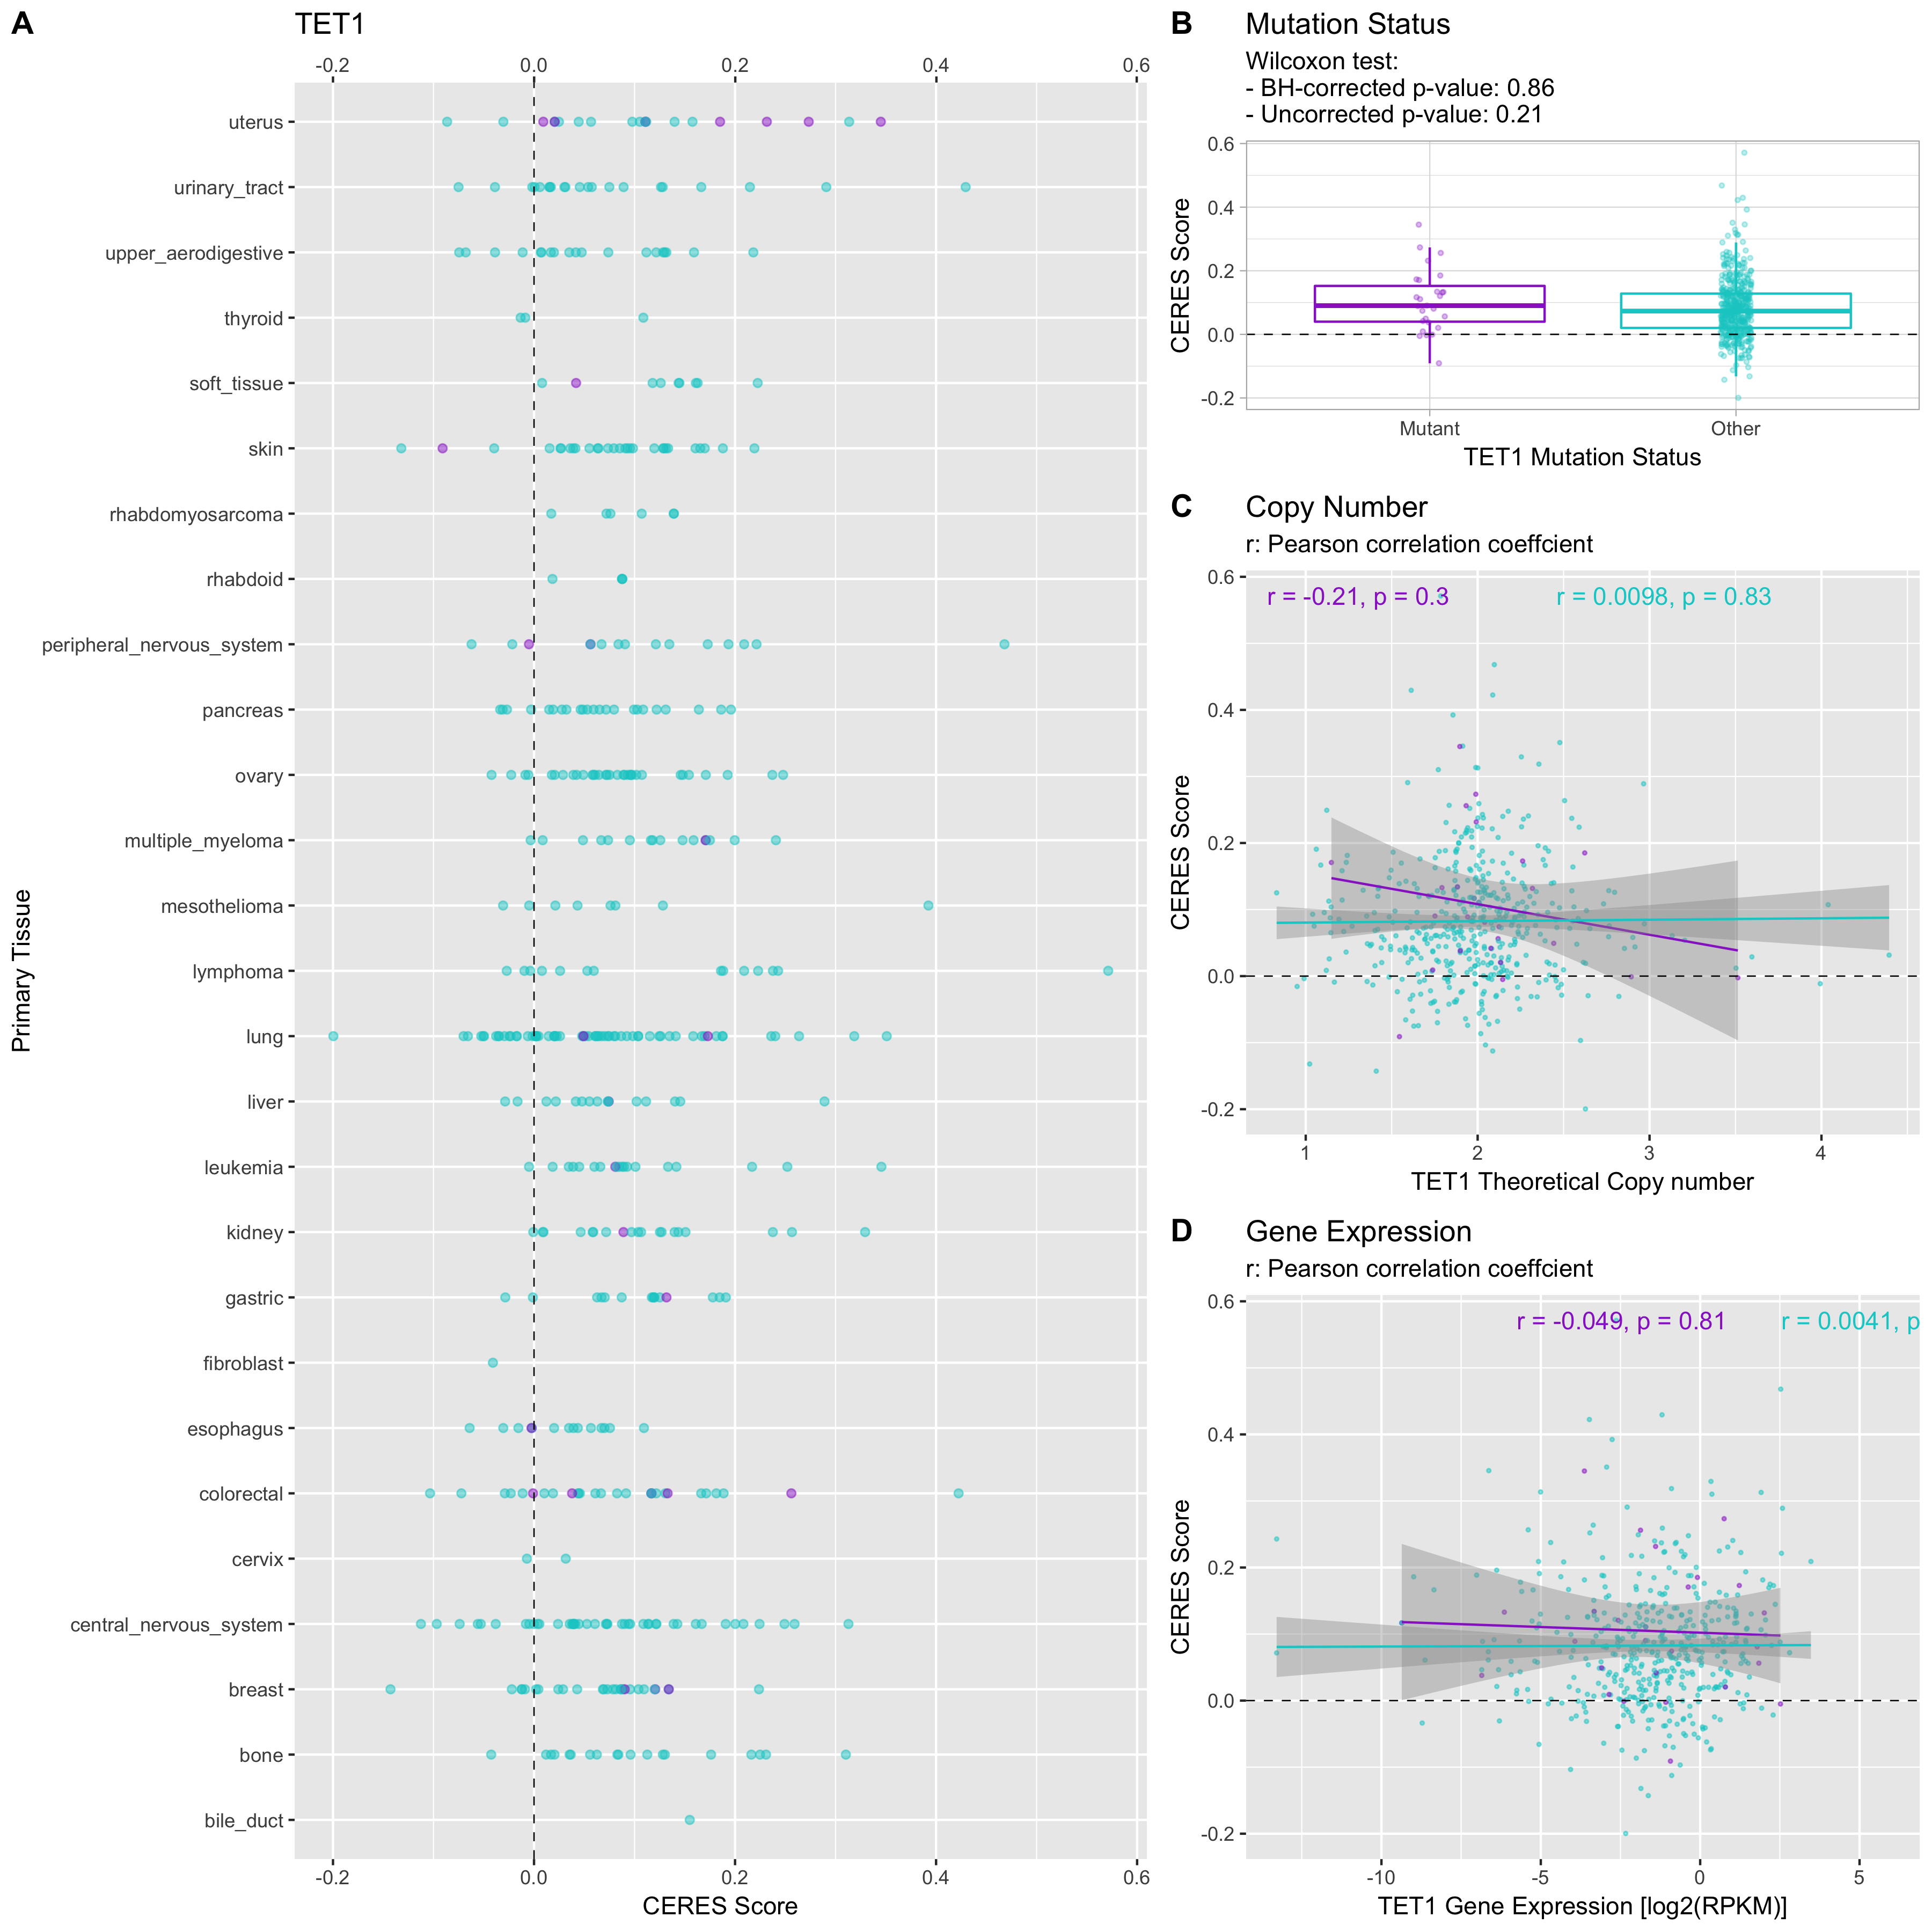 A
TET1
-0.2 0.0 0.2 0.4 0.6
Primary Tissue
uterus
urinary_tract
upper_aerodigestive
thyroid
soft_tissue
skin
rhabdomyosarcoma
rhabdoid
peripheral_nervous_system
pancreas
ovary
multiple_myeloma
mesothelioma
lymphoma
lung
liver
leukemia
kidney
gastric
fibroblast
esophagus
colorectal
cervix
central_nervous_system
breast
bone
bile_duct
-0.2 0.0 0.2 0.4 0.6
CERES Score
B
Mutation Status
Wilcoxon test:
- BH-corrected p-value: 0.86
- Uncorrected p-value: 0.21
CERES Score
0.6
0.4
0.2
0.0
-0.2
Mutant Other
TET1 Mutation Status
C
Copy Number
r: Pearson correlation coeffcient
r = -0.21, p = 0.3 r = 0.0098, p = 0.83
CERES Score
0.6
0.4
0.2
0.0
-0.2
1 2 3 4
TET1 Theoretical Copy number
D
Gene Expression
r: Pearson correlation coeffcient
r = -0.049, p = 0.81 r = 0.0041, p
CERES Score
0.6
0.4
0.2
0.0
-0.2
-10 -5 0 5
TET1 Gene Expression [log2(RPKM)]